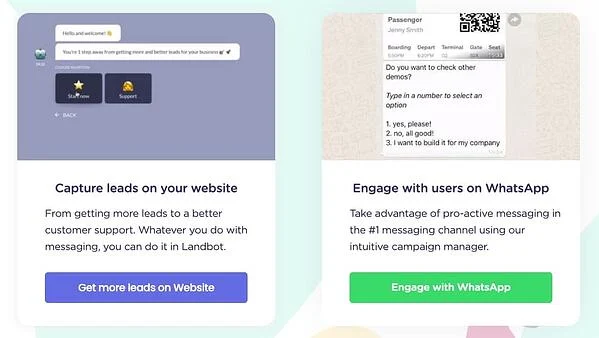 Hello and welcome! 👋
You're 1 step away from getting more and better leads for your business
Start now
Support
BACK
Capture leads on your website
From getting more leads to a better
customer support. Whatever you do with
messaging, you can do it in Landbot.
Get more leads on Website
Passenger
Jenny Smith
Boarding Depart Terminal Gate Seat
Do you want to check other
demos?
Type in a number to select an
option
1. yes, please!
2. no, all good!
3. I want to build it for my company
Engage with users on WhatsApp
Take advantage of pro-active messaging in
the #1 messaging channel using our
intuitive campaign manager.
Engage with WhatsApp